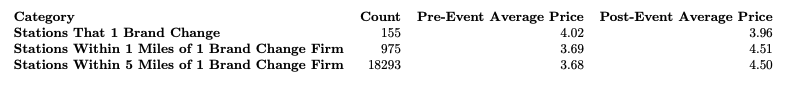 Category Count Pre-Event Average Price Post-Event Average Price
Stations That 1 Brand Change 155 4.02 3.96
Stations Within 1 Miles of 1 Brand Change Firm 975 3.69 4.51
Stations Within 5 Miles of 1 Brand Change Firm 18293 3.68 4.50